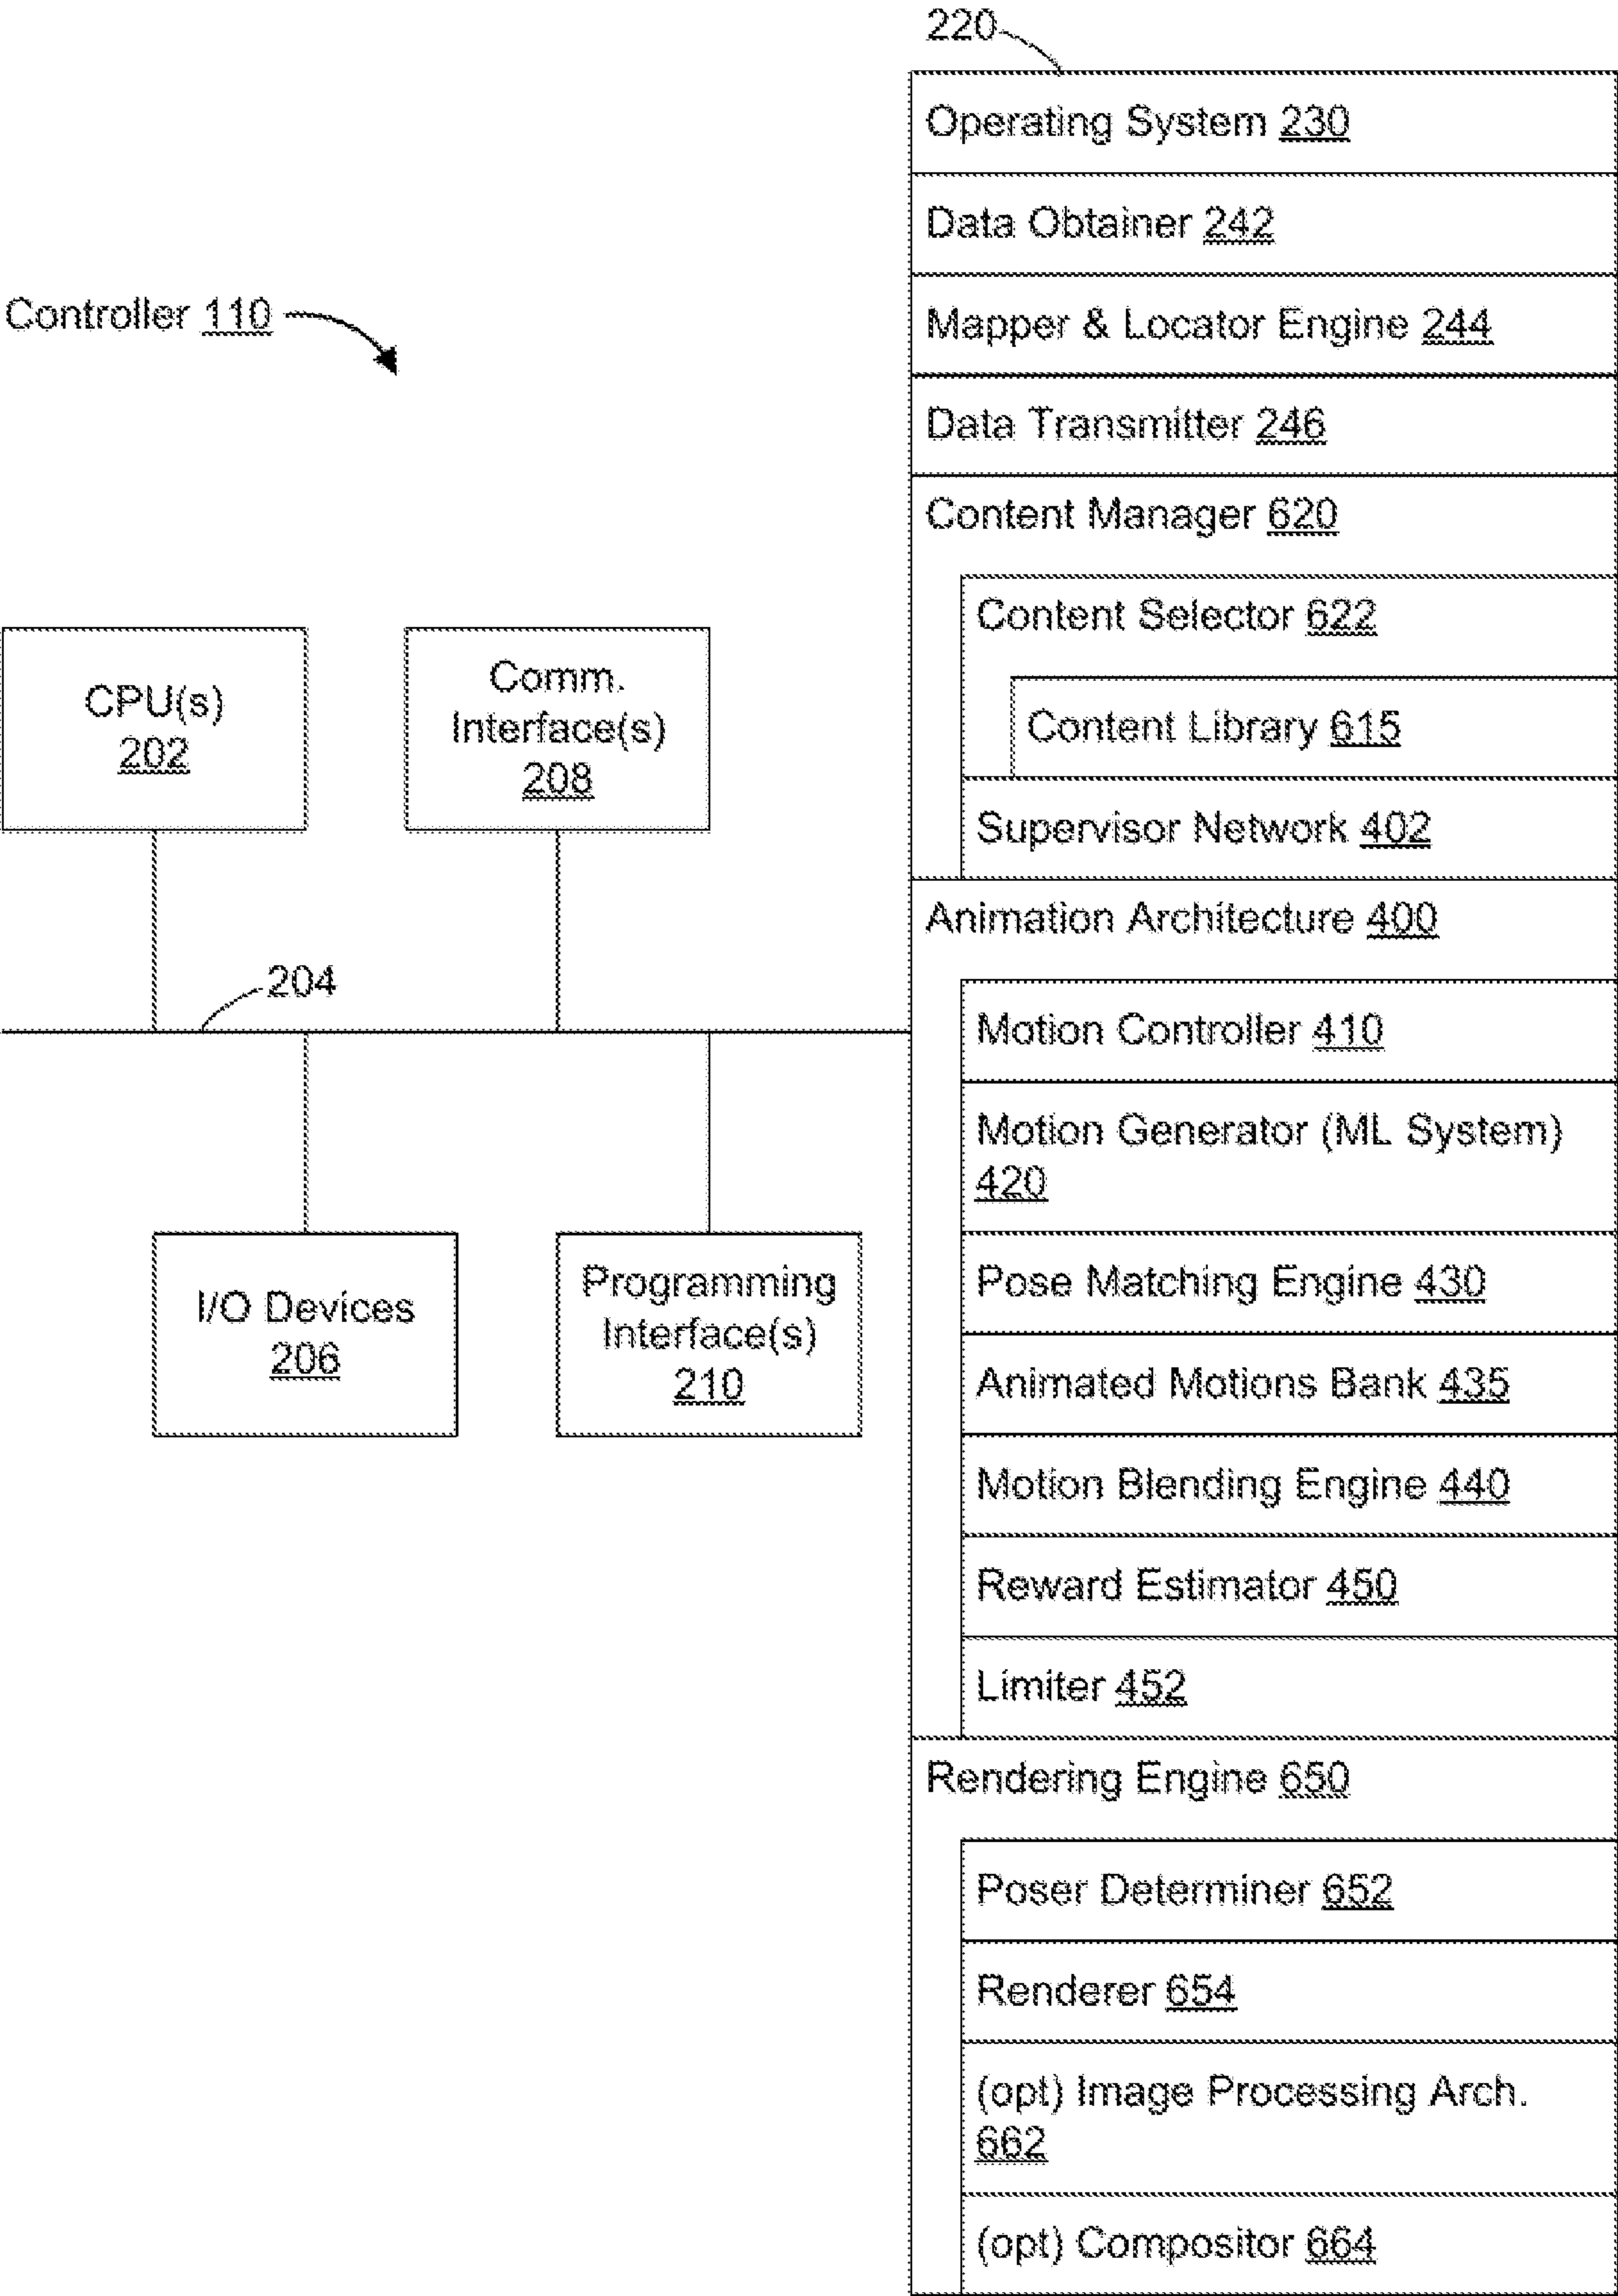 220
Operating System 230
Data Obtainer 242
Controller 110
Mapper & Locator Engine 244
Data Transmitter 246
Content Manager 620
Content Selector 622
Content Library 615
Supervisor Network 402
CPU(s)
202
Comm.
Interface(s)
208
204
I/O Devices
206
Programming
Interface(s)
210
Animation Architecture 400
Motion Controller 410
Motion Generator (ML System)
420
Pose Matching Engine 430
Animated Motions Bank 435
Motion Blending Engine 440
Reward Estimator 450
Limiter 452
Rendering Engine 650
Poser Determiner 652
Renderer 654
(opt) Image Processing Arch.
662
(opt) Compositor 664